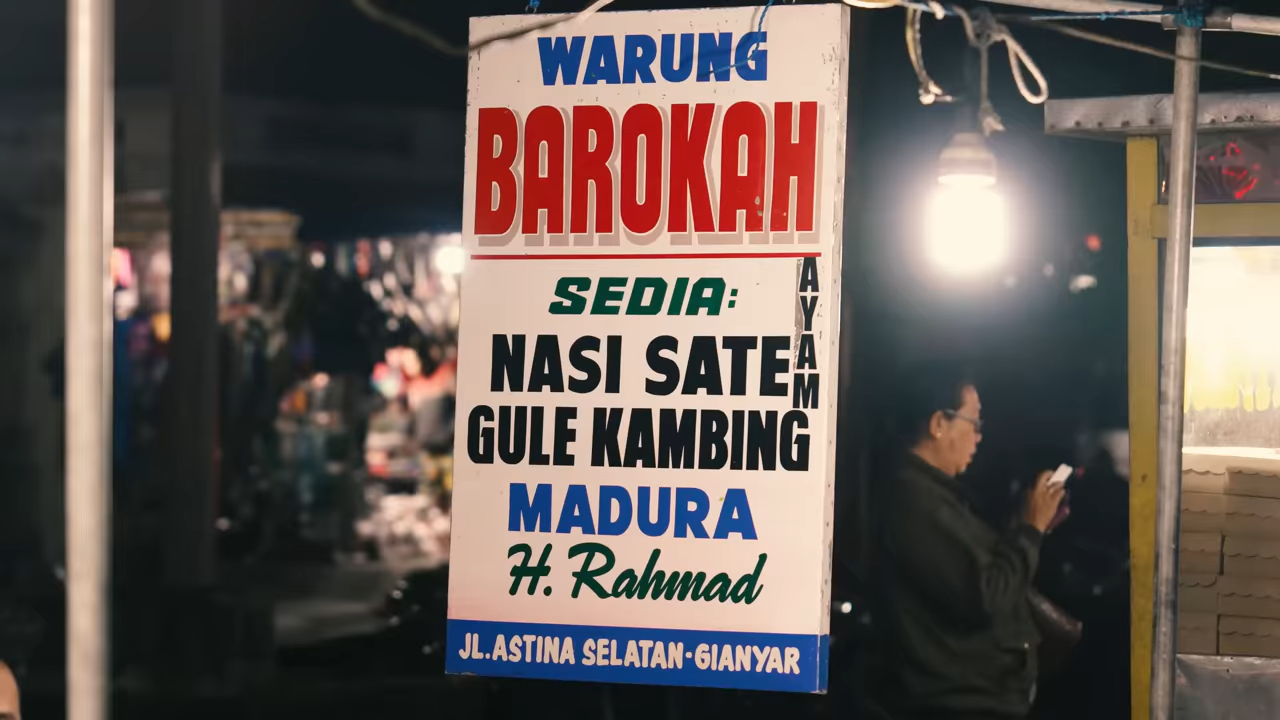 WARUNG
BAROKAH
SEDIA:
NASI SATE AYAM
GULE KAMBING
MADURA
H. Rahmad
JL.ASTINA SELATAN-GIANYAR